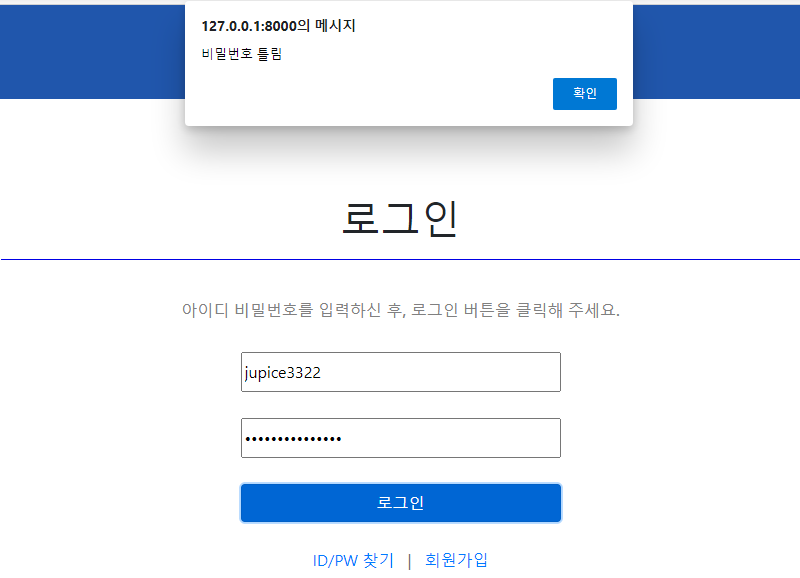 127.0.0.1:8000의 메시지
비밀번호 틀림
확인
로그인
아이디 비밀번호를 입력하신 후, 로그인 버튼을 클릭해 주세요.
jupice3322
•••••••••••••••
로그인
ID/PW 찾기 | 회원가입